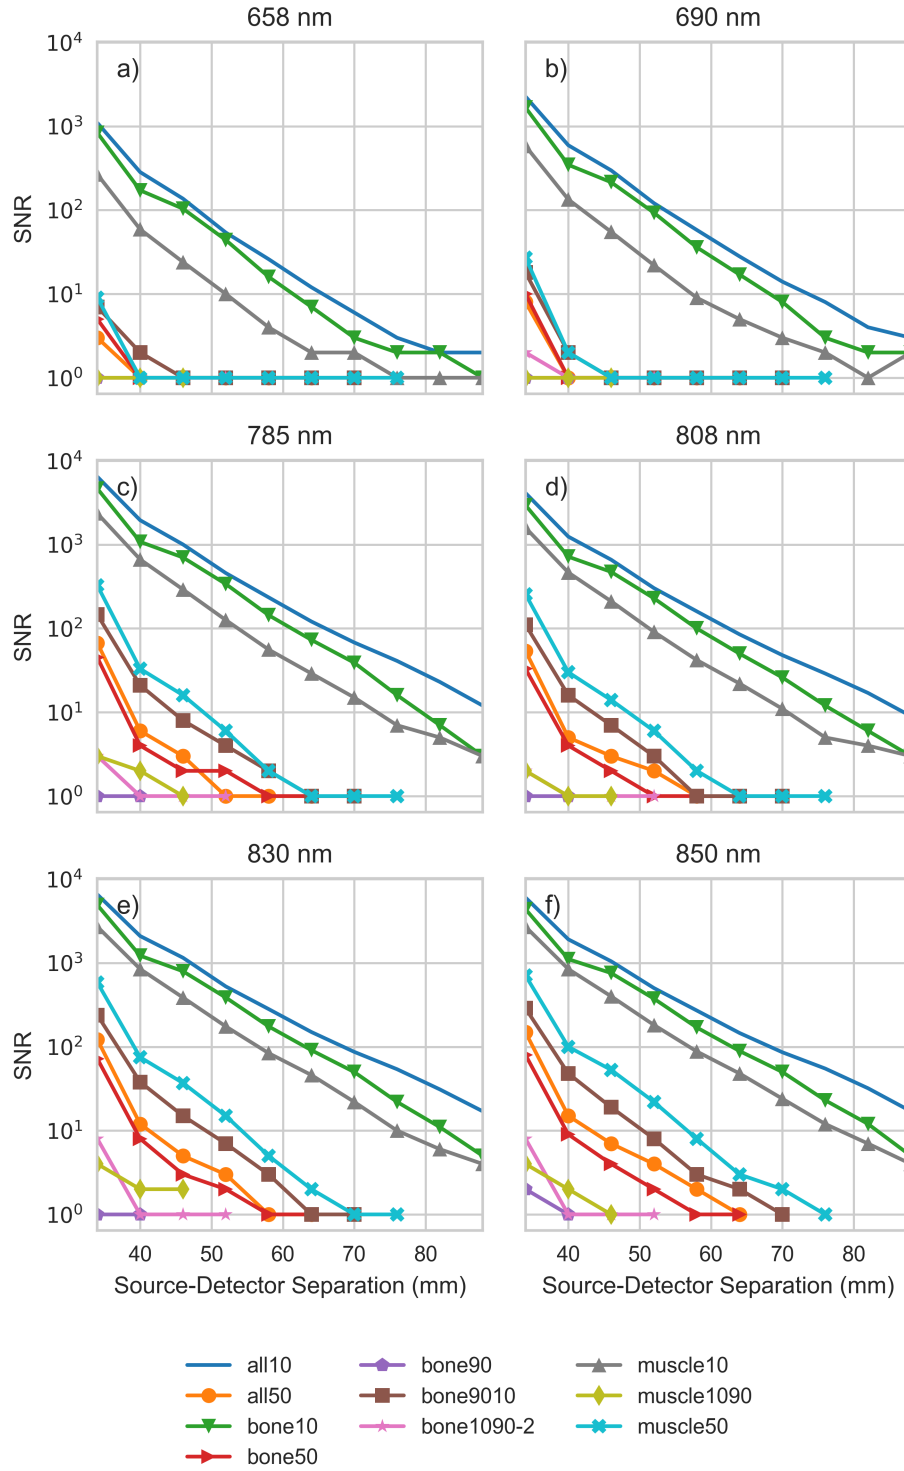 658 nm
690 nm
a)
b)
10⁴
10³
10²
10¹
10⁰
SNR
785 nm
808 nm
c)
d)
10⁴
10³
10²
10¹
10⁰
SNR
830 nm
850 nm
e)
f)
10⁴
10³
10²
10¹
10⁰
SNR
40 50 60 70 80
40 50 60 70 80
Source-Detector Separation (mm)
Source-Detector Separation (mm)
all10
all50
bone10
bone50
bone90
bone9010
bone1090-2
muscle10
muscle1090
muscle50